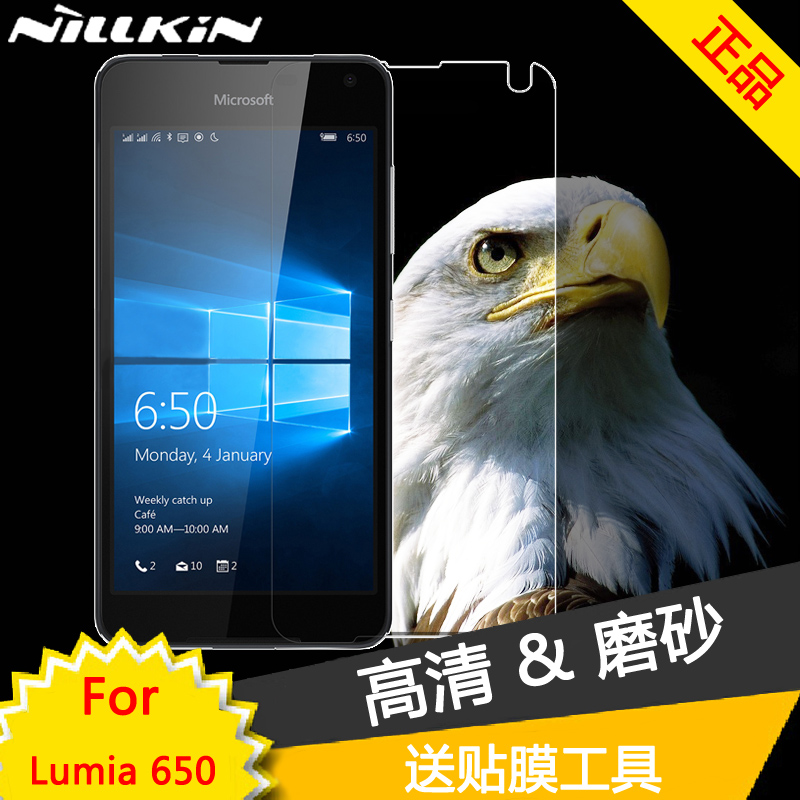 NiLLKiN
正品
Microsoft
6:50
6:50
Monday, 4 January
Weekly catch up
Café
9:00 AM—10:00 AM
2 10 2
高清 & 磨砂
For
Lumia 650
送贴膜工具